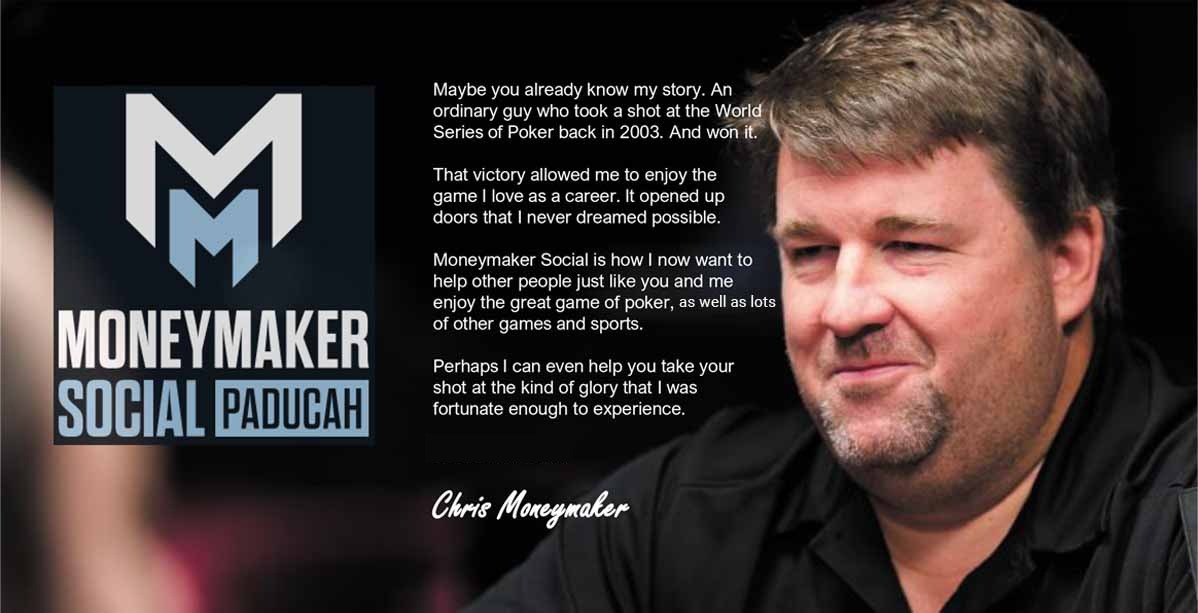 MM
MONEYMAKER
SOCIAL PADUCAH
Maybe you already know my story. An
ordinary guy who took a shot at the World
Series of Poker back in 2003. And won it.
That victory allowed me to enjoy the
game I love as a career. It opened up
doors that I never dreamed possible.
Moneymaker Social is how I now want to
help other people just like you and me
enjoy the great game of poker, as well as lots
of other games and sports.
Perhaps I can even help you take your
shot at the kind of glory that I was
fortunate enough to experience.
Chris Moneymaker